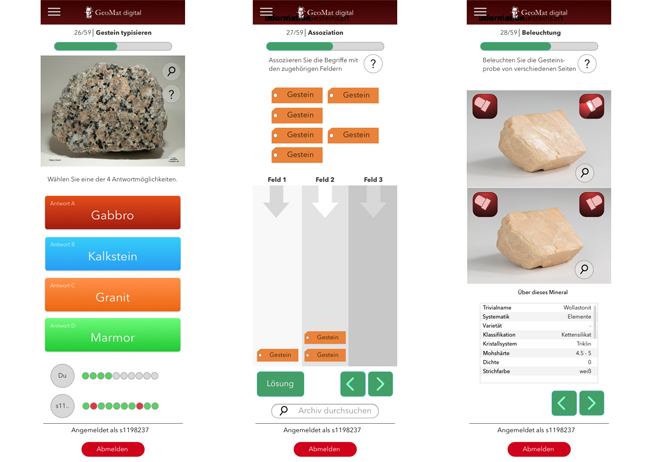 GeoMat digital
26/59 | Gestein typisieren
?
Wählen Sie eine der 4 Antwortmöglichkeiten.
Antwort A
Gabbro
Antwort B
Kalkstein
Antwort C
Granit
Antwort D
Marmor
Du
s11..
Angemeldet als s1198237
Abmelden
GeoMat digital
27/59 | Assoziation
Assoziieren Sie die Begriffe mit
den zugehörigen Feldern
?
Gestein Gestein
Gestein
Gestein Gestein
Gestein
Feld 1 Feld 2 Feld 3
Gestein
Gestein Gestein
Lösung
Archiv durchsuchen
Angemeldet als s1198237
Abmelden
GeoMat digital
28/59 | Beleuchtung
Beleuchten Sie die Gesteins-
probe von verschiedenen Seiten
?
Über dieses Mineral
Trivialname Wollastonit
Systematik Elemente
Varietät -
Klassifikation Kettensilikat
Kristallsystem Triklin
Mohshärte 4.5 - 5
Dichte 0
Strichfarbe weiß
Angemeldet als s1198237
Abmelden